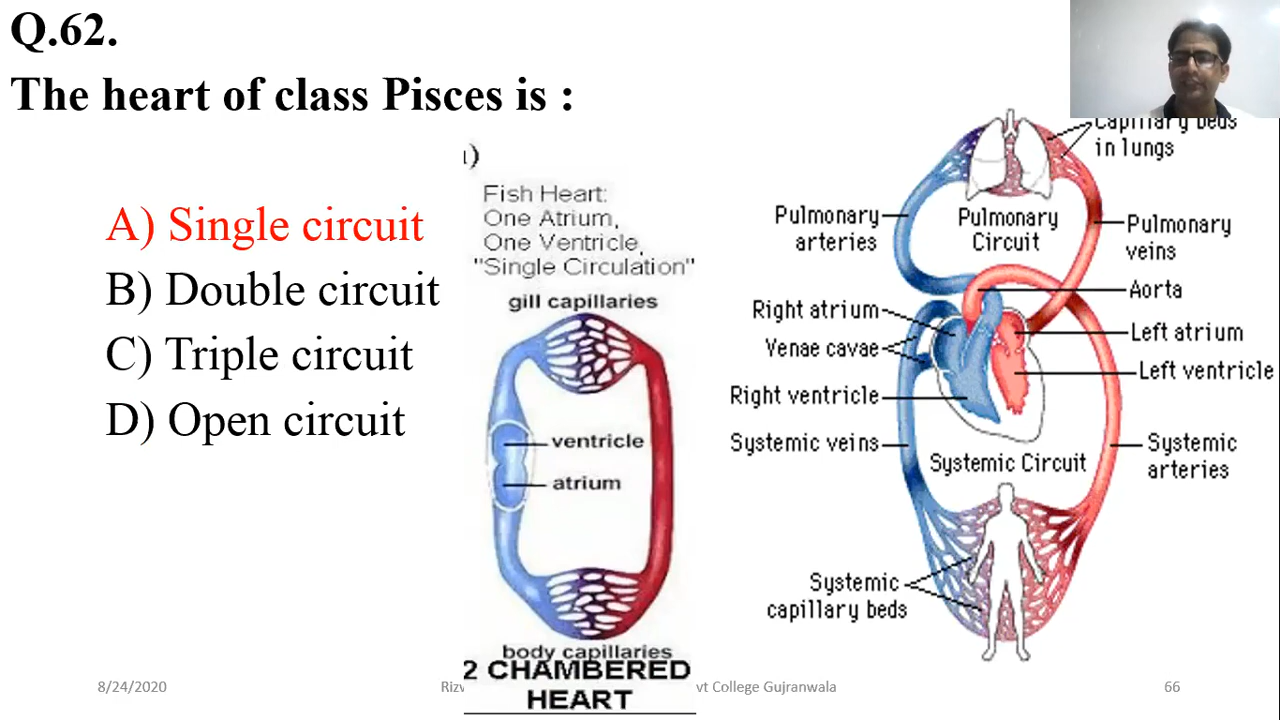 Q.62.
The heart of class Pisces is :
A) Single circuit
B) Double circuit
C) Triple circuit
D) Open circuit
Fish Heart:
One Atrium,
One Ventricle,
"Single Circulation"
gill capillaries
ventricle
atrium
body capillaries
2 CHAMBERED
HEART
Capillary beds
in lungs
Pulmonary
arteries
Pulmonary
Circuit
Pulmonary
veins
Aorta
Right atrium
Left atrium
Venae cavae
Left ventricle
Right ventricle
Systemic veins
Systemic Circuit
Systemic
arteries
Systemic
capillary beds
8/24/2020
College Gujranwala
66